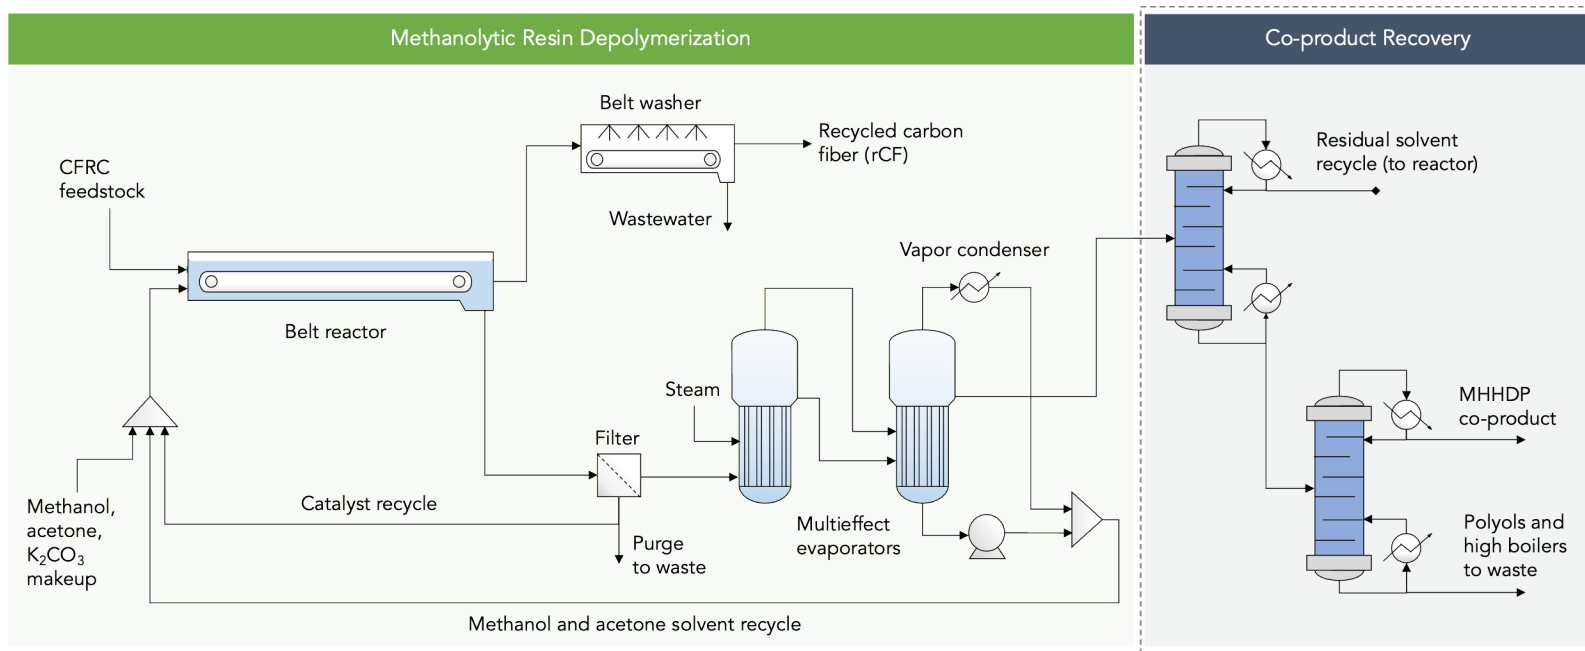 Methanolytic Resin Depolymerization
Co-product Recovery
Belt washer
Recycled carbon
fiber (rCF)
CFRC
feedstock
Wastewater
Residual solvent
recycle (to reactor)
Vapor condenser
Belt reactor
Steam
MHHDP
co-product
Filter
Catalyst recycle
Methanol,
acetone,
K₂CO₃
makeup
Multieffect
evaporators
Purge
to waste
Polyols and
high boilers
to waste
Methanol and acetone solvent recycle